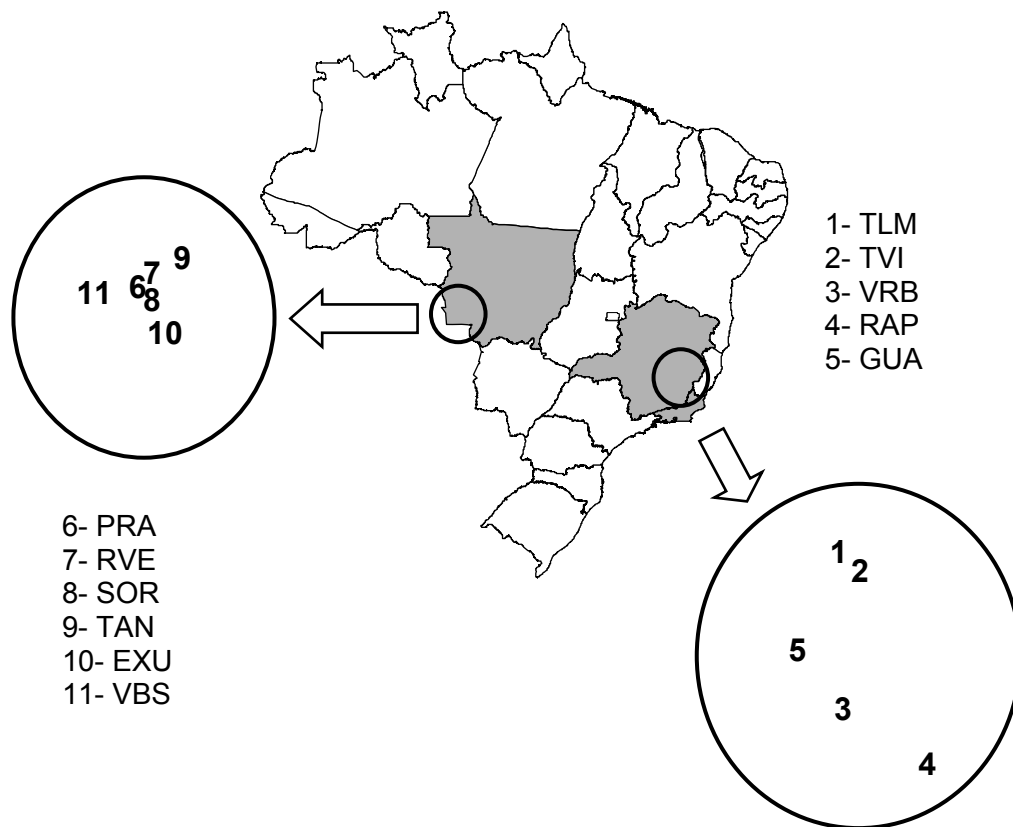 1- TLM
2- TVI
3- VRB
4- RAP
5- GUA
9
7
6
11
8
10
6- PRA
7- RVE
8- SOR
9- TAN
10- EXU
11- VBS
1
2
5
3
4